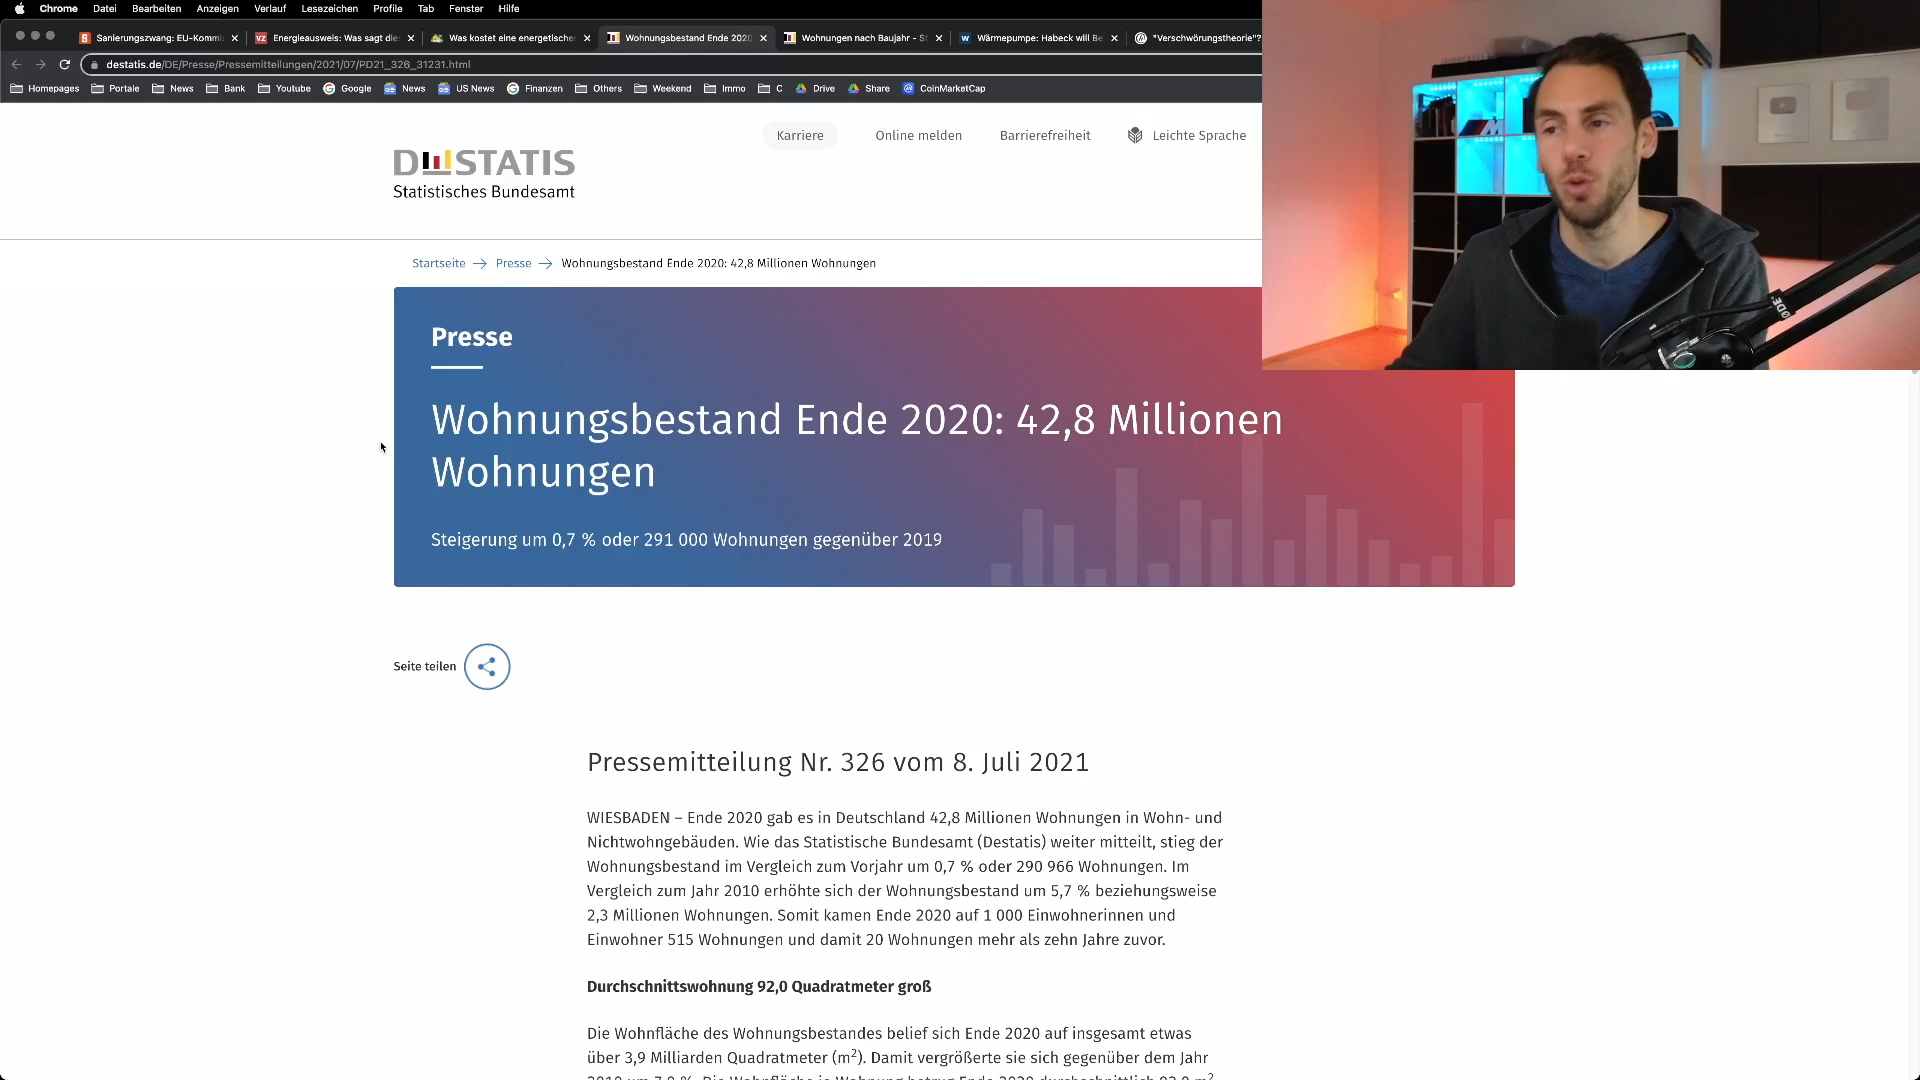 Chrome Datei Bearbeiten Anzeigen Verlauf Lesezeichen Profile Tab Fenster Hilfe
Sanierungszwang: EU-Kommi Energieausweis: Was sagt die Was kostet eine energetischer Wohnungsbestand Ende 2020 Wohnungen nach Baujahr - St Wärmepumpe: Habeck will Be "Verschwörungstheorie"?
destatis.de/DE/Presse/Pressemitteilungen/2021/07/PD21_326_31231.html
Homepages Portale News Bank Youtube Google News US News Finanzen Others Weekend Immo C Drive Share CoinMarketCap
Karriere Online melden Barrierefreiheit Leichte Sprache
DESTATIS
Statistisches Bundesamt
Startseite → Presse → Wohnungsbestand Ende 2020: 42,8 Millionen Wohnungen
Presse
Wohnungsbestand Ende 2020: 42,8 Millionen
Wohnungen
Steigerung um 0,7 % oder 291 000 Wohnungen gegenüber 2019
Seite teilen
Pressemitteilung Nr. 326 vom 8. Juli 2021
WIESBADEN – Ende 2020 gab es in Deutschland 42,8 Millionen Wohnungen in Wohn- und
Nichtwohngebäuden. Wie das Statistische Bundesamt (Destatis) weiter mitteilt, stieg der
Wohnungsbestand im Vergleich zum Vorjahr um 0,7 % oder 290 966 Wohnungen. Im
Vergleich zum Jahr 2010 erhöhte sich der Wohnungsbestand um 5,7 % beziehungsweise
2,3 Millionen Wohnungen. Somit kamen Ende 2020 auf 1 000 Einwohnerinnen und
Einwohner 515 Wohnungen und damit 20 Wohnungen mehr als zehn Jahre zuvor.
Durchschnittswohnung 92,0 Quadratmeter groß
Die Wohnfläche des Wohnungsbestandes belief sich Ende 2020 auf insgesamt etwas
über 3,9 Milliarden Quadratmeter (m²). Damit vergrößerte sie sich gegenüber dem Jahr
RØDE